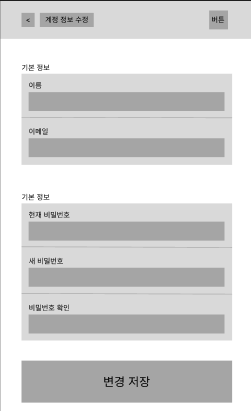 < 계정 정보 수정 버튼
기본 정보
이름
이메일
기본 정보
현재 비밀번호
새 비밀번호
비밀번호 확인
변경 저장